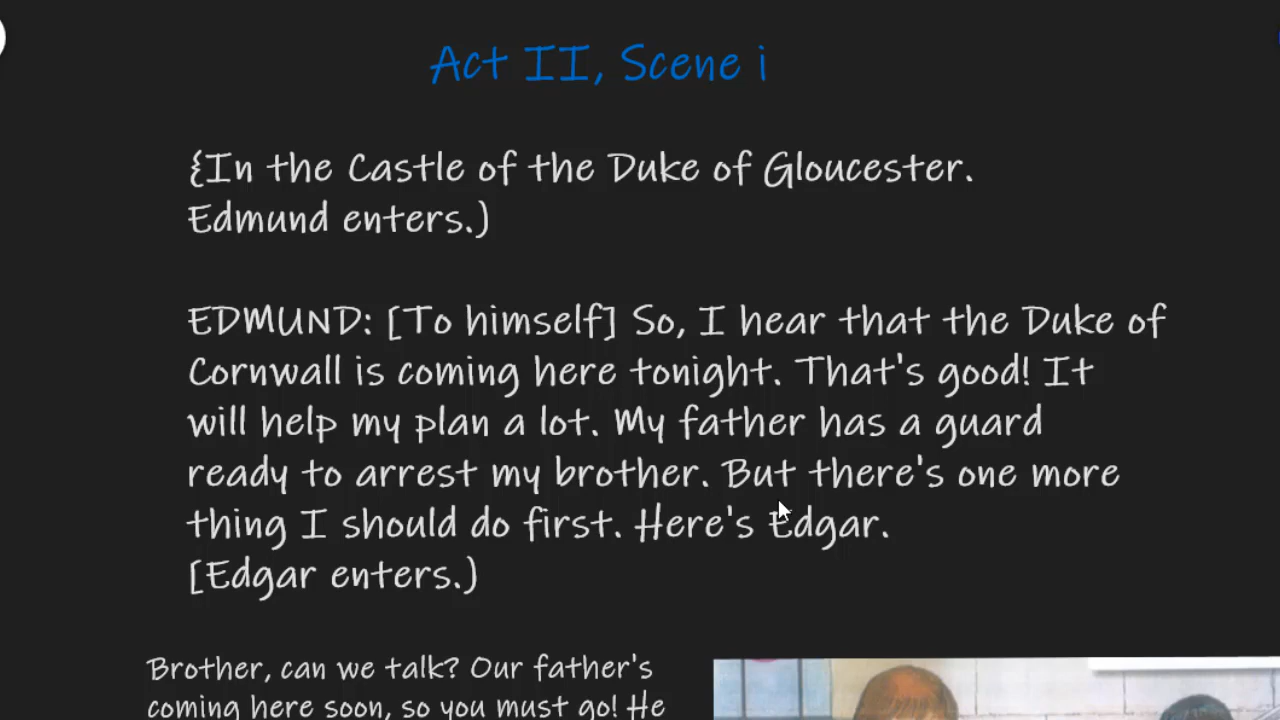 Act II, Scene i
{In the Castle of the Duke of Gloucester.
Edmund enters.)
EDMUND: [To himself] So, I hear that the Duke of
Cornwall is coming here tonight. That's good! It
will help my plan a lot. My father has a guard
ready to arrest my brother. But there's one more
thing I should do first. Here's Edgar.
[Edgar enters.)
Brother, can we talk? Our father's
coming here soon, so you must go! He